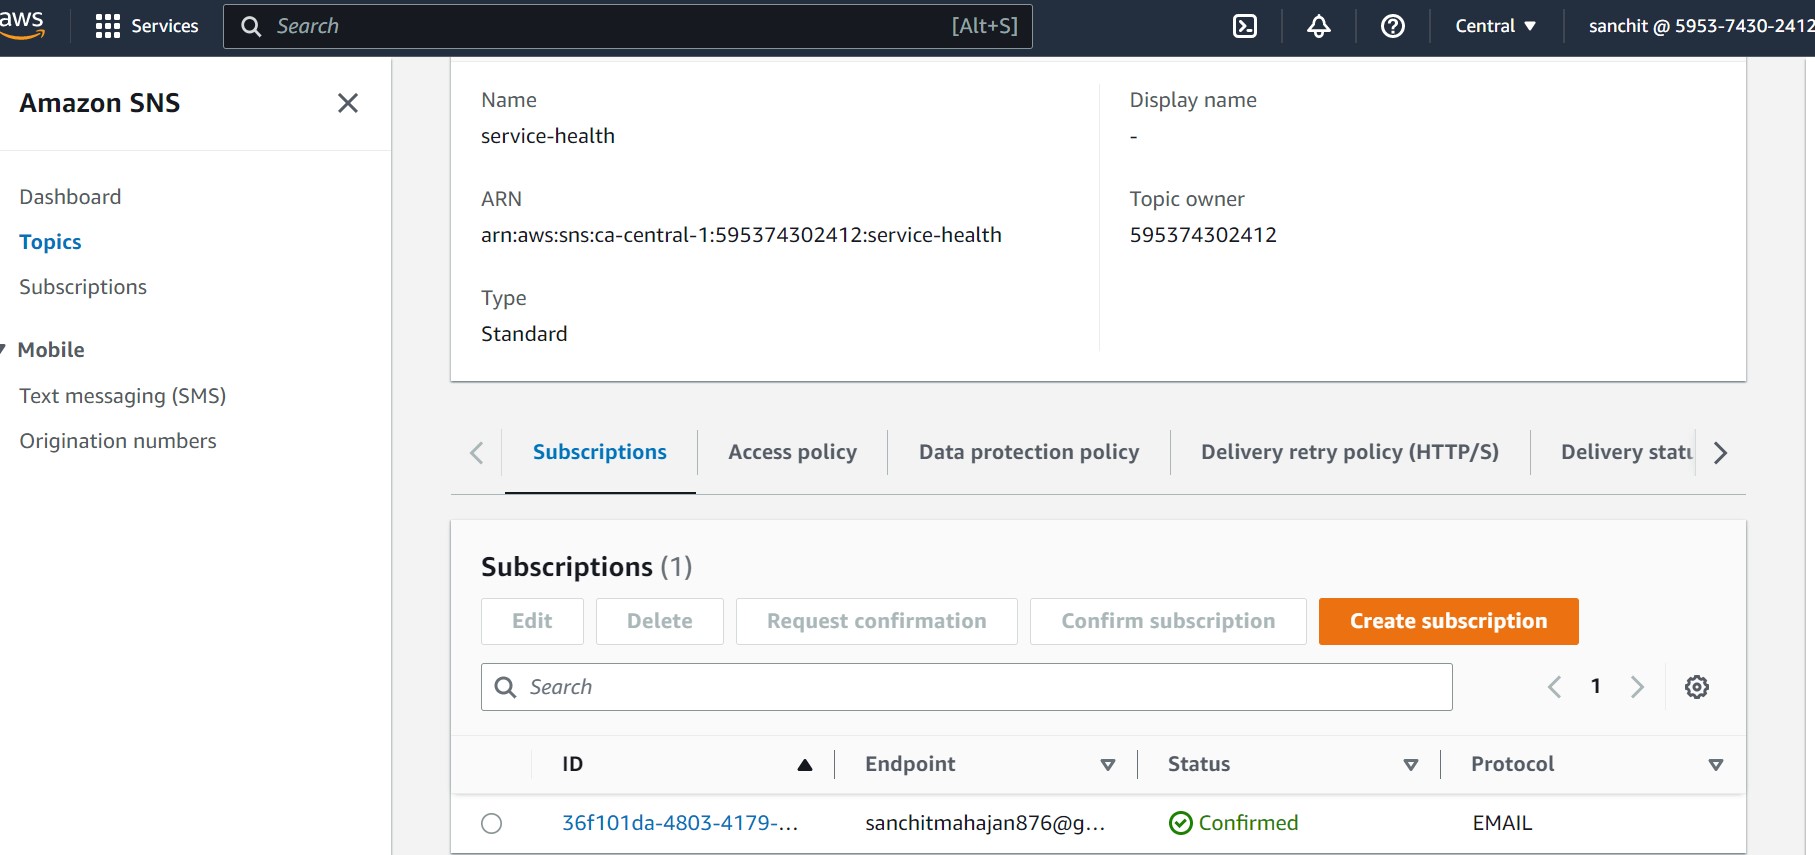 aws
Services
Search [Alt+S]
Central
sanchit @ 5953-7430-2412
Amazon SNS
Dashboard
Topics
Subscriptions
Mobile
Text messaging (SMS)
Origination numbers
Name
service-health
Display name
-
ARN
arn:aws:sns:ca-central-1:595374302412:service-health
Topic owner
595374302412
Type
Standard
Subscriptions
Access policy
Data protection policy
Delivery retry policy (HTTP/S)
Delivery statu
Subscriptions (1)
Edit
Delete
Request confirmation
Confirm subscription
Create subscription
Search
1
ID
Endpoint
Status
Protocol
36f101da-4803-4179-...
sanchitmahajan876@g...
Confirmed
EMAIL